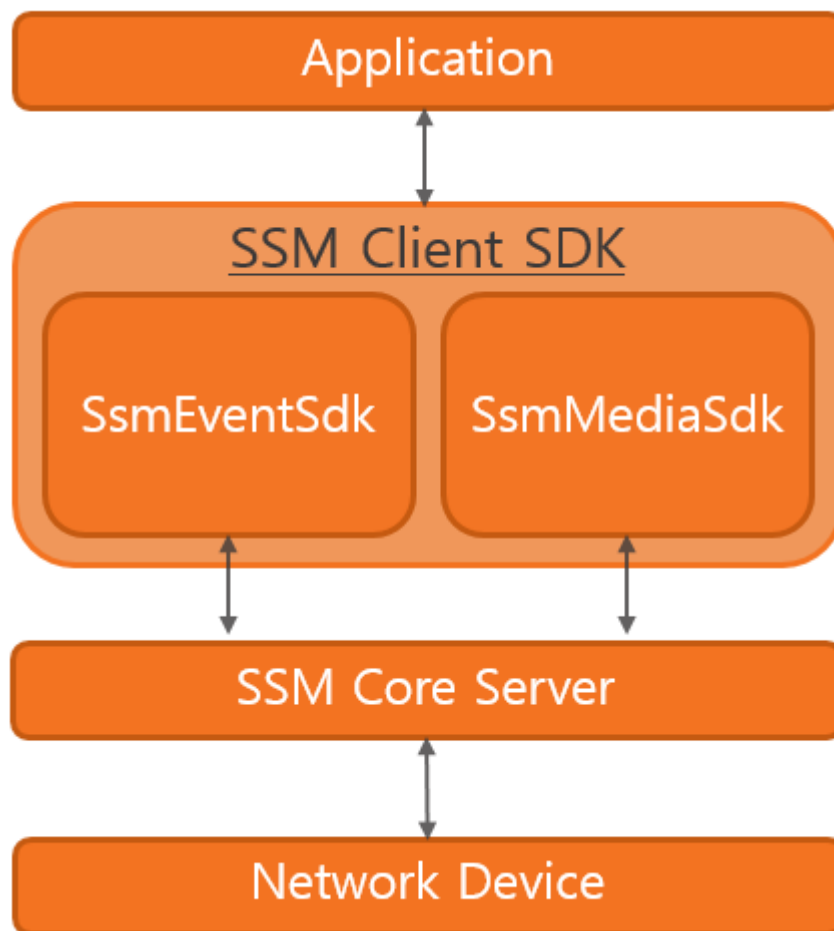 Application
SSM Client SDK
SsmEventSdk
SsmMediaSdk
SSM Core Server
Network Device